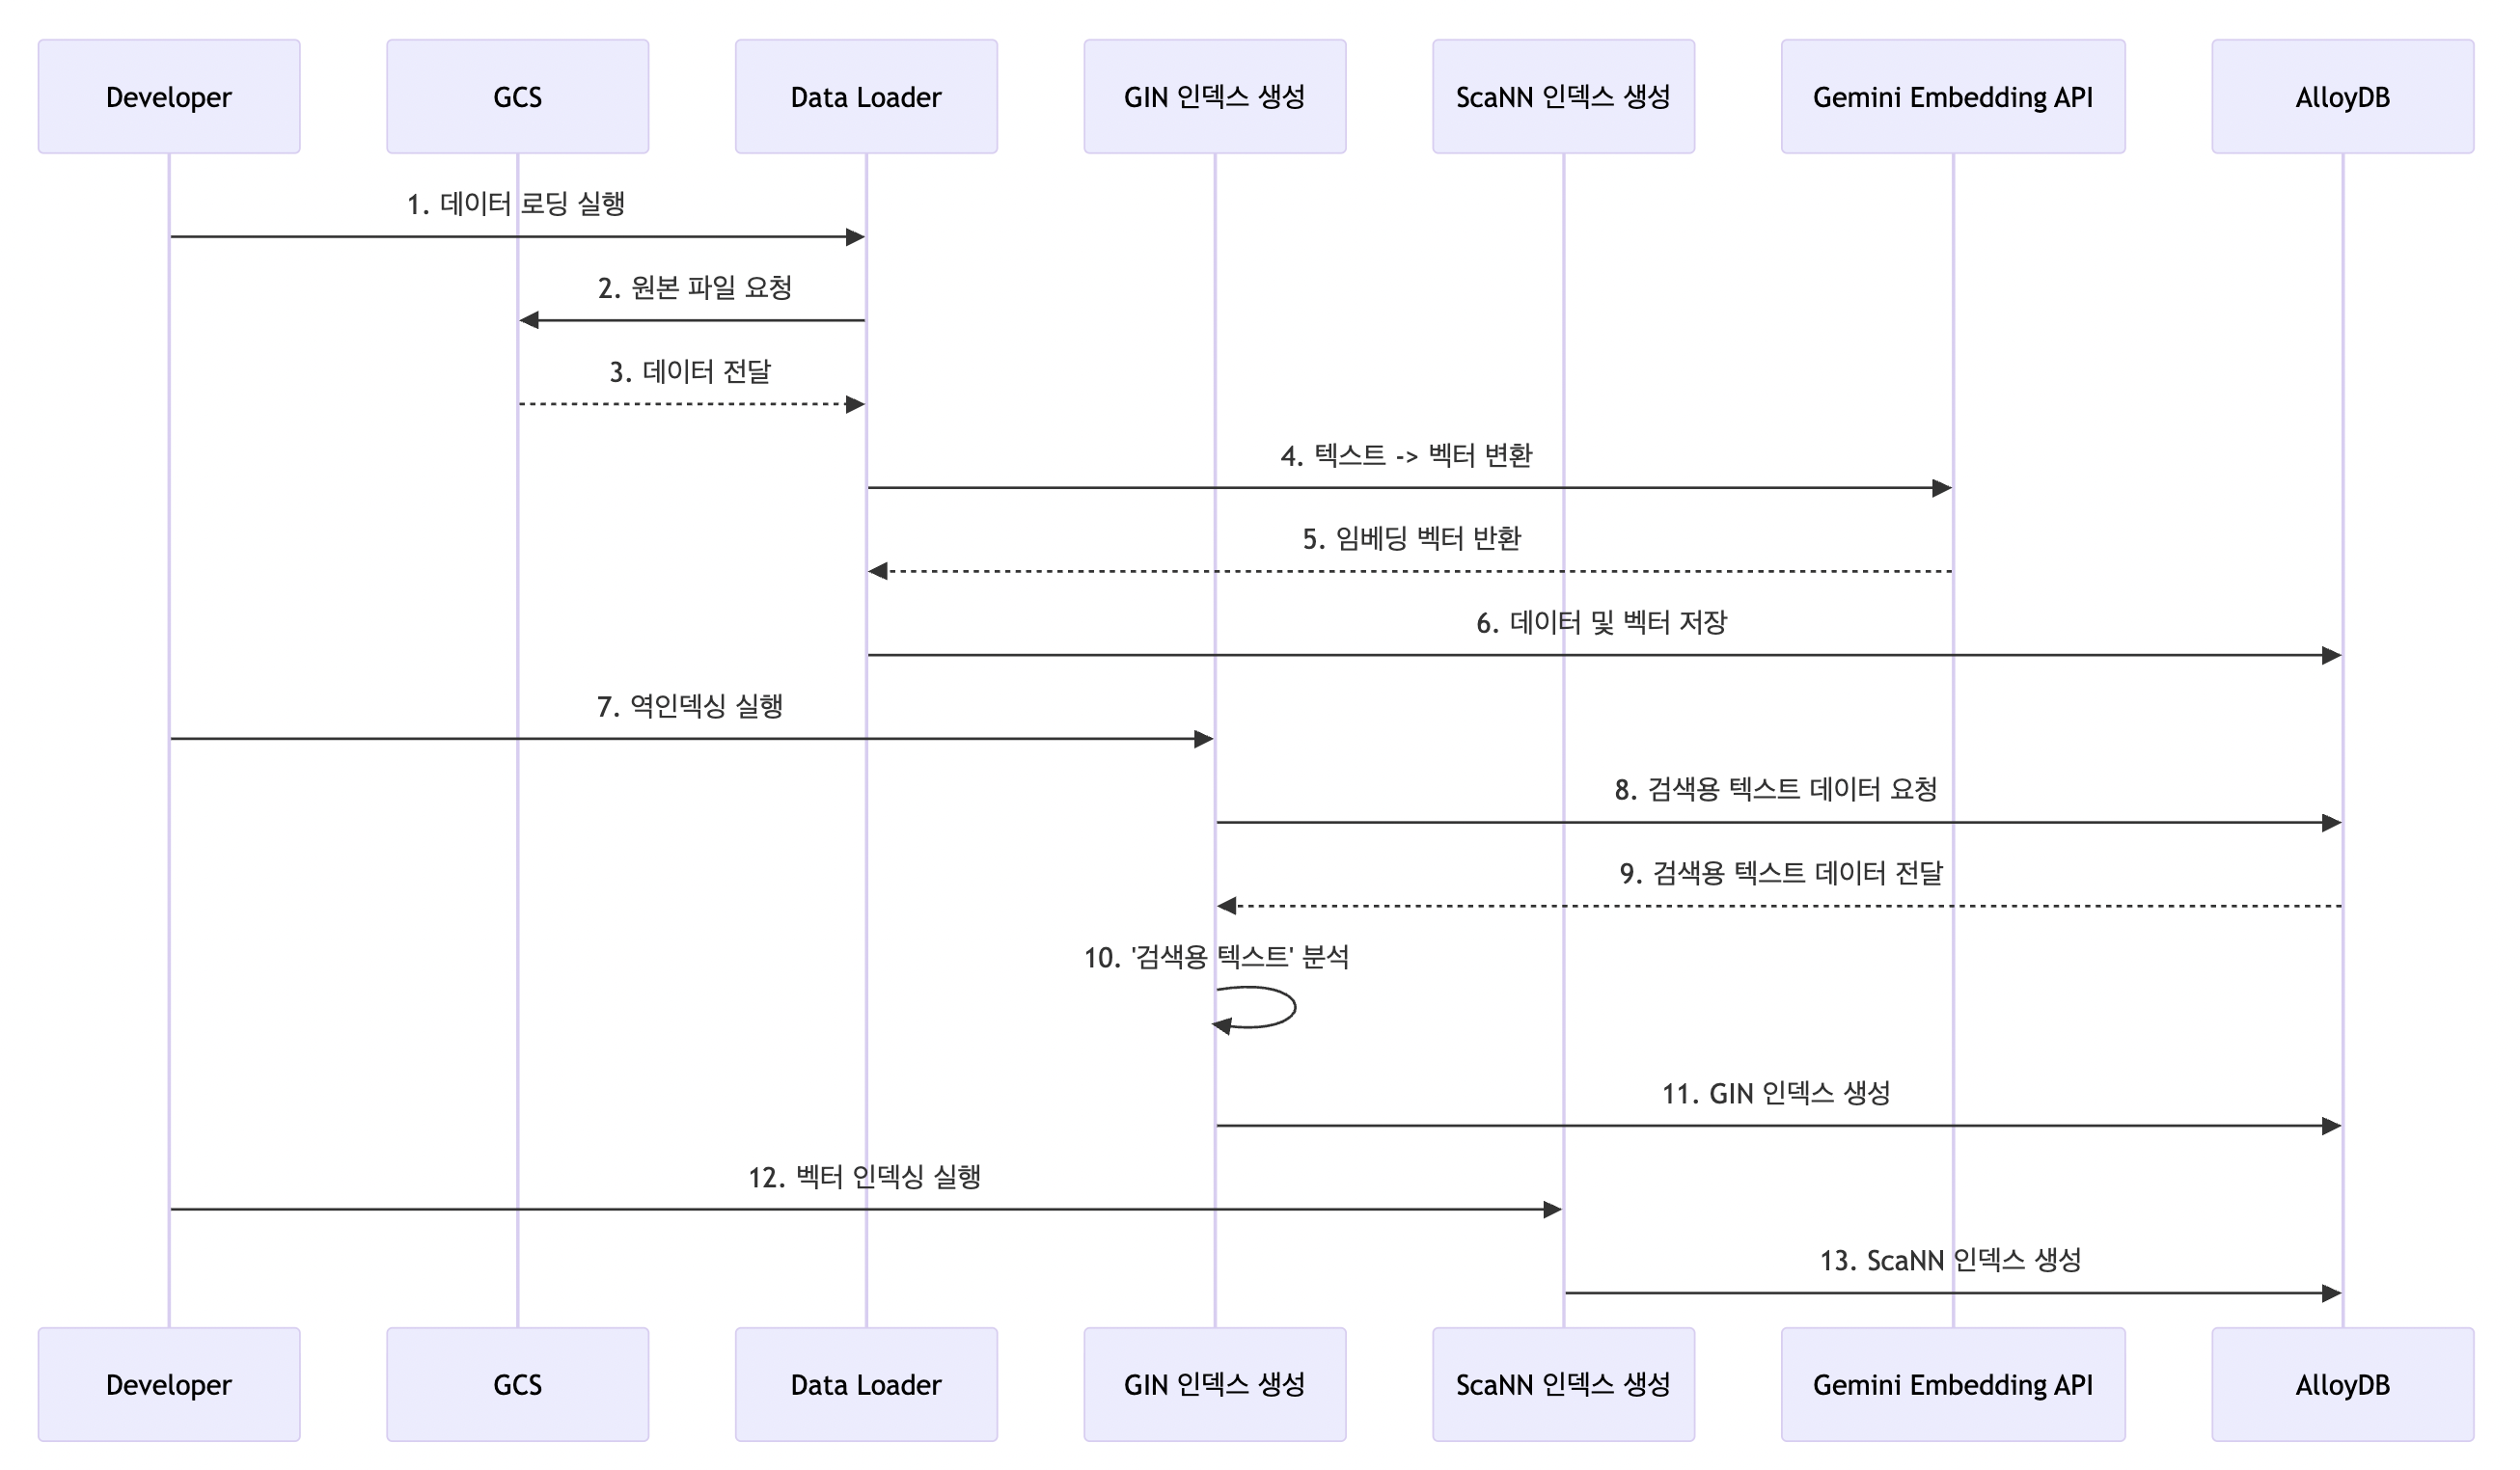 Developer
GCS
Data Loader
GIN 인덱스 생성
ScaNN 인덱스 생성
Gemini Embedding API
AlloyDB
1. 데이터 로딩 실행
2. 원본 파일 요청
3. 데이터 전달
4. 텍스트 -> 벡터 변환
5. 임베딩 벡터 반환
6. 데이터 및 벡터 저장
7. 역인덱싱 실행
8. 검색용 텍스트 데이터 요청
9. 검색용 텍스트 데이터 전달
10. '검색용 텍스트' 분석
11. GIN 인덱스 생성
12. 벡터 인덱싱 실행
13. ScaNN 인덱스 생성
Developer
GCS
Data Loader
GIN 인덱스 생성
ScaNN 인덱스 생성
Gemini Embedding API
AlloyDB